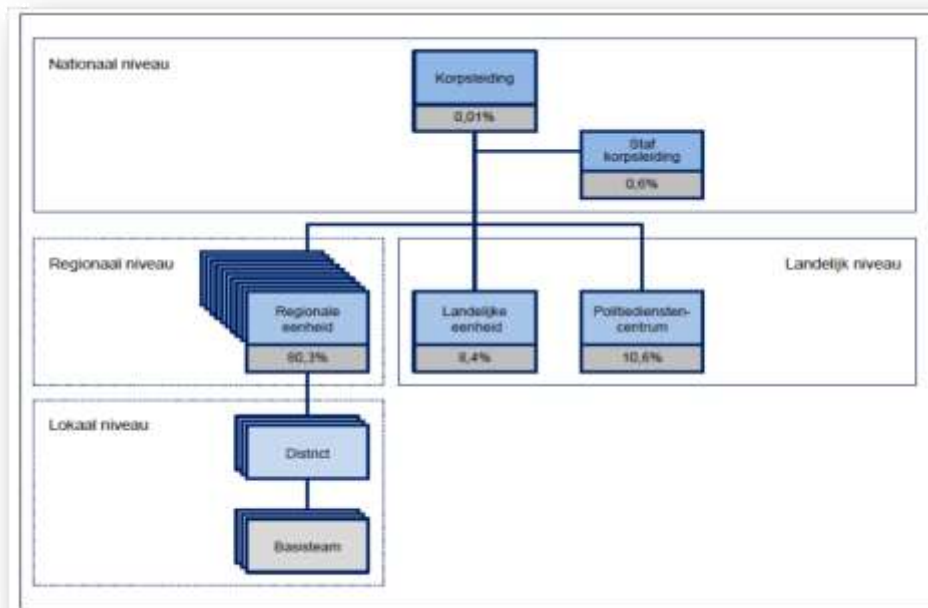 Nationaal niveau
Korpsleiding
0,01%
Staf
korpsleiding
0,6%
Regionaal niveau
Landelijk niveau
Regionale
eenheid
80,3%
Landelijke
eenheid
8,4%
Politiediensten-
centrum
10,6%
Lokaal niveau
District
Basisteam